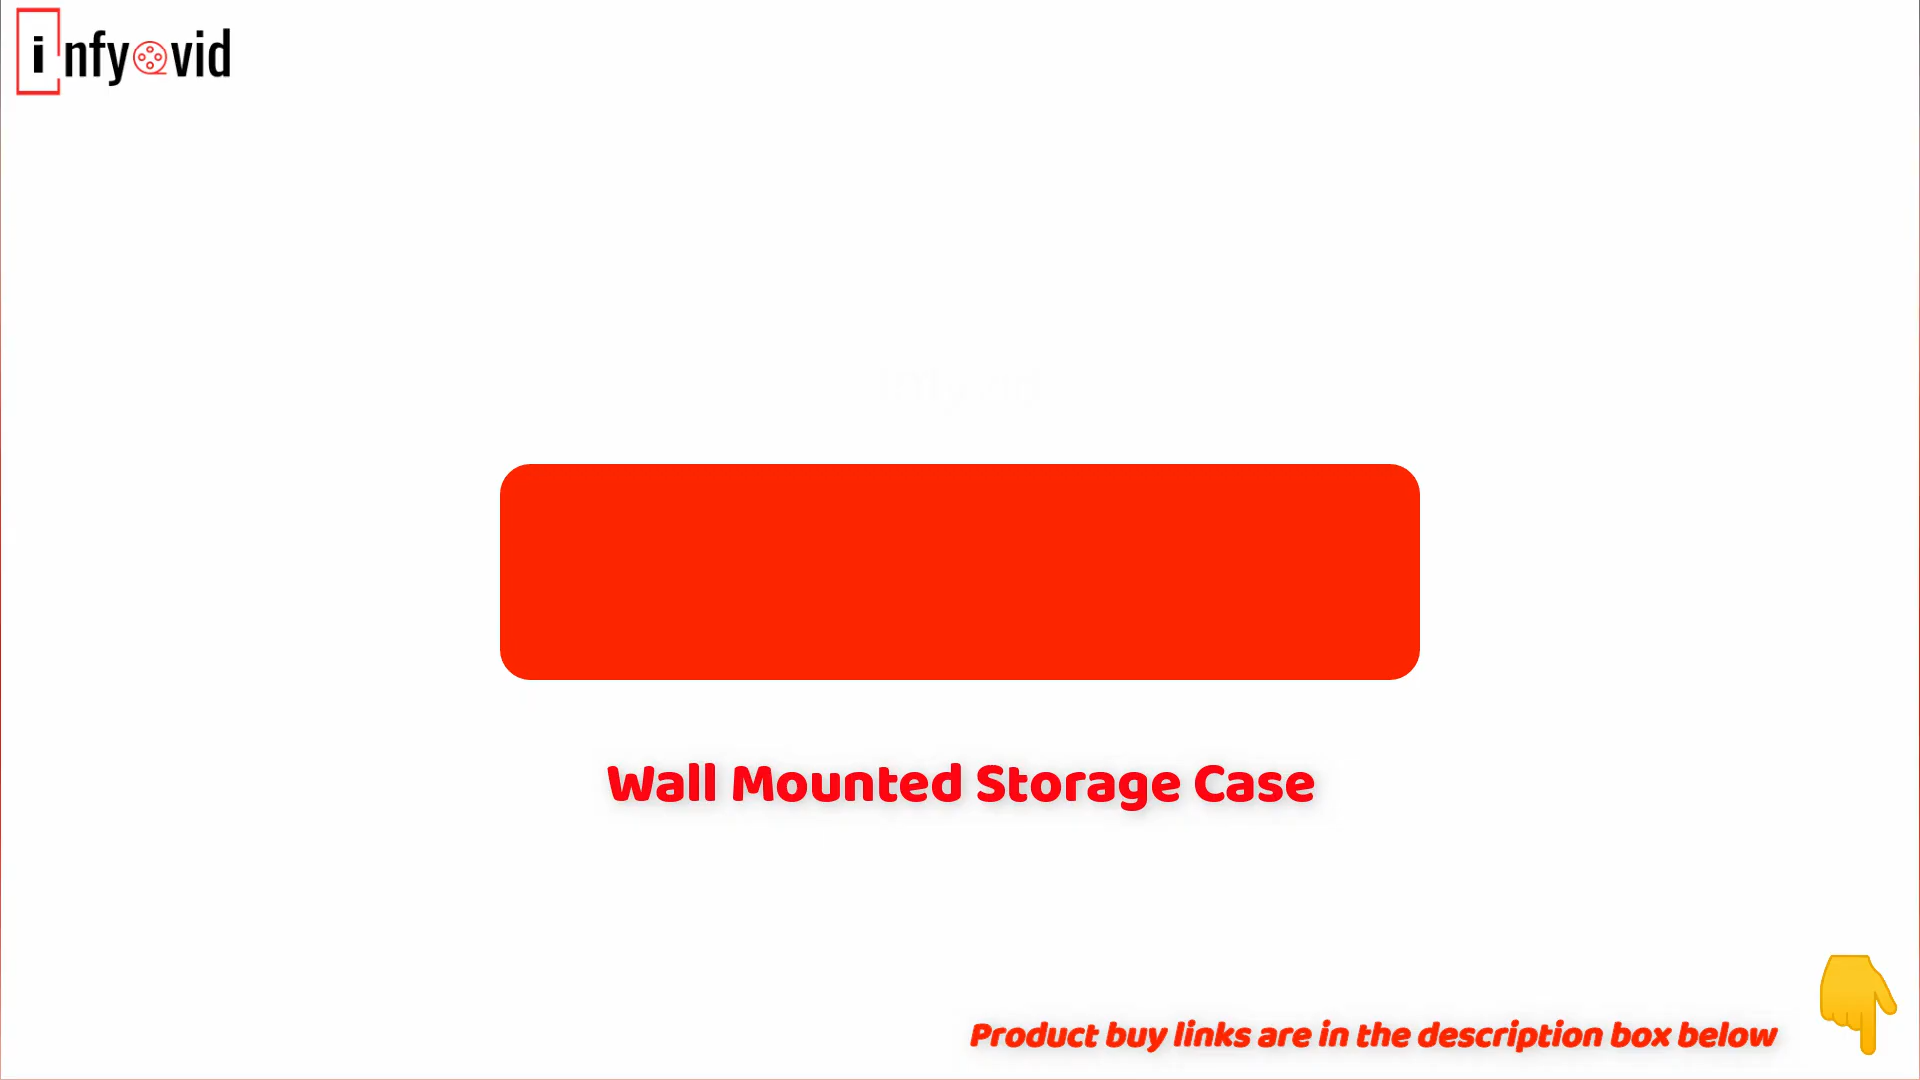 infyvid
Wall Mounted Storage Case
Product buy links are in the description box below